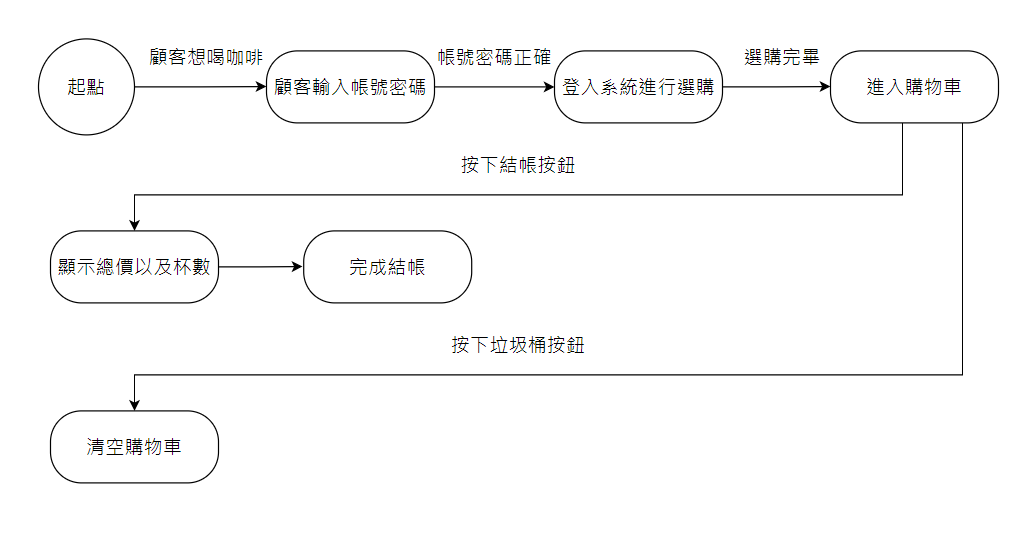 顧客想喝咖啡
帳號密碼正確
選購完畢
起點
顧客輸入帳號密碼
登入系統進行選購
進入購物車
按下結帳按鈕
顯示總價以及杯數
完成結帳
按下垃圾桶按鈕
清空購物車